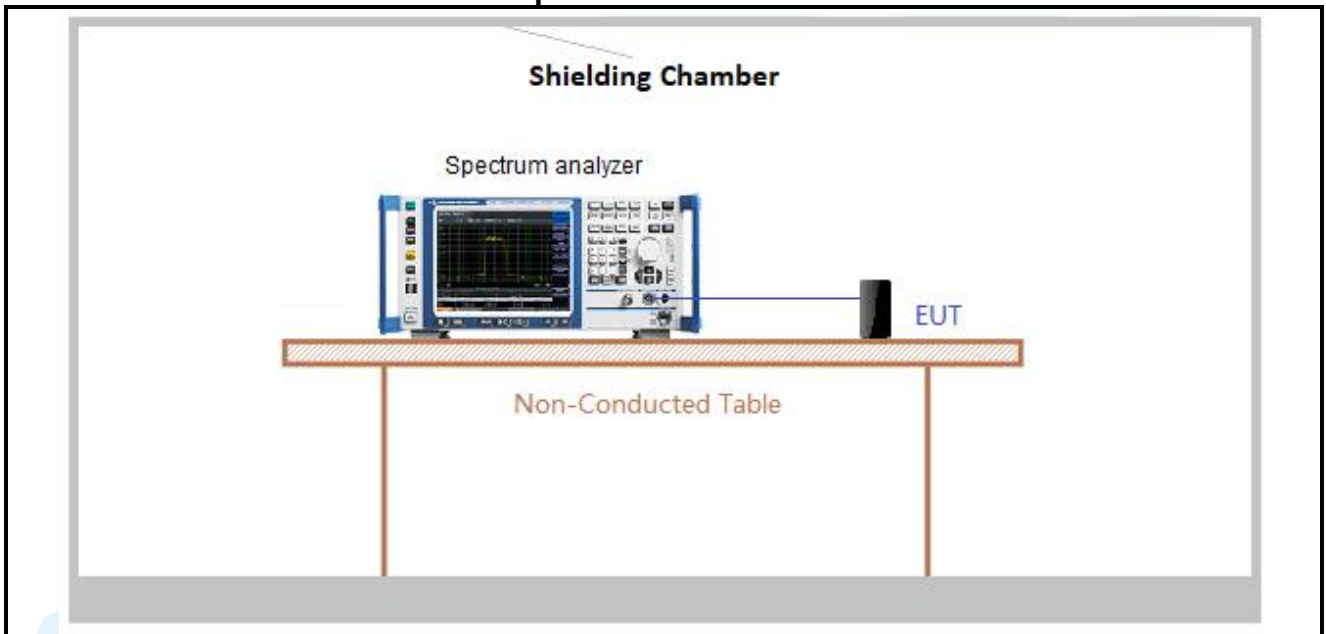 Shielding Chamber
Spectrum analyzer
EUT
Non-Conducted Table